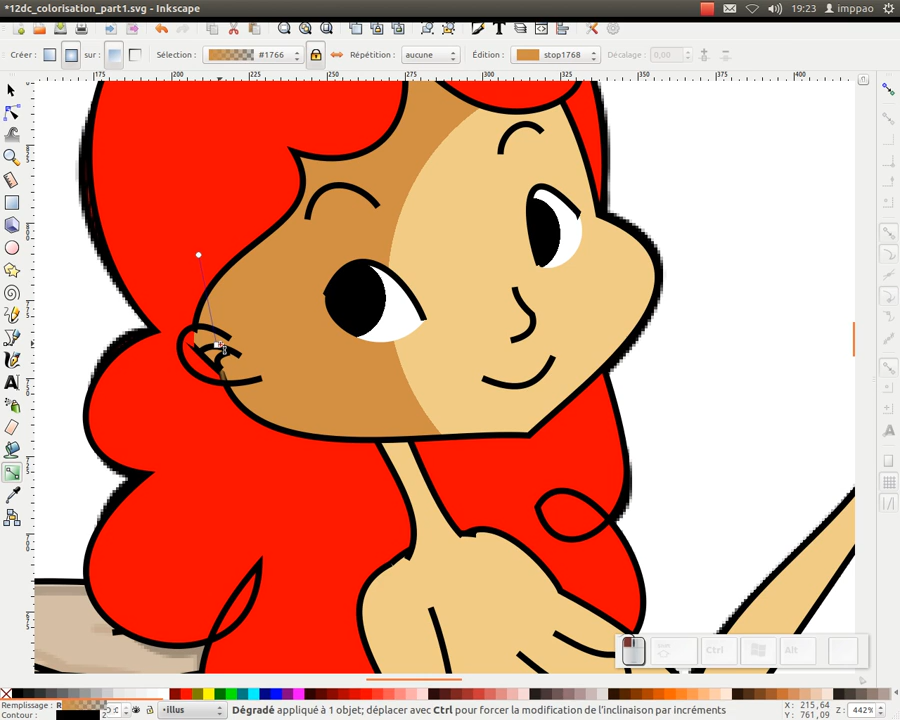 *12dc_colorisation_part1.svg - Inkscape
19:23 imppao
Créer : sur : Sélection : #1766 Répétition : aucune Édition : stop1768 Décalage : 0,00
175 200 225 250 275 300 325 350 375 400
Ctrl Alt
Remplissage :
Contour :
•illus
Dégradé appliqué à 1 objet; déplacer avec Ctrl pour forcer la modification de l'inclinaison par incréments
X: 215,64
Y: 761,09
Z: 442%